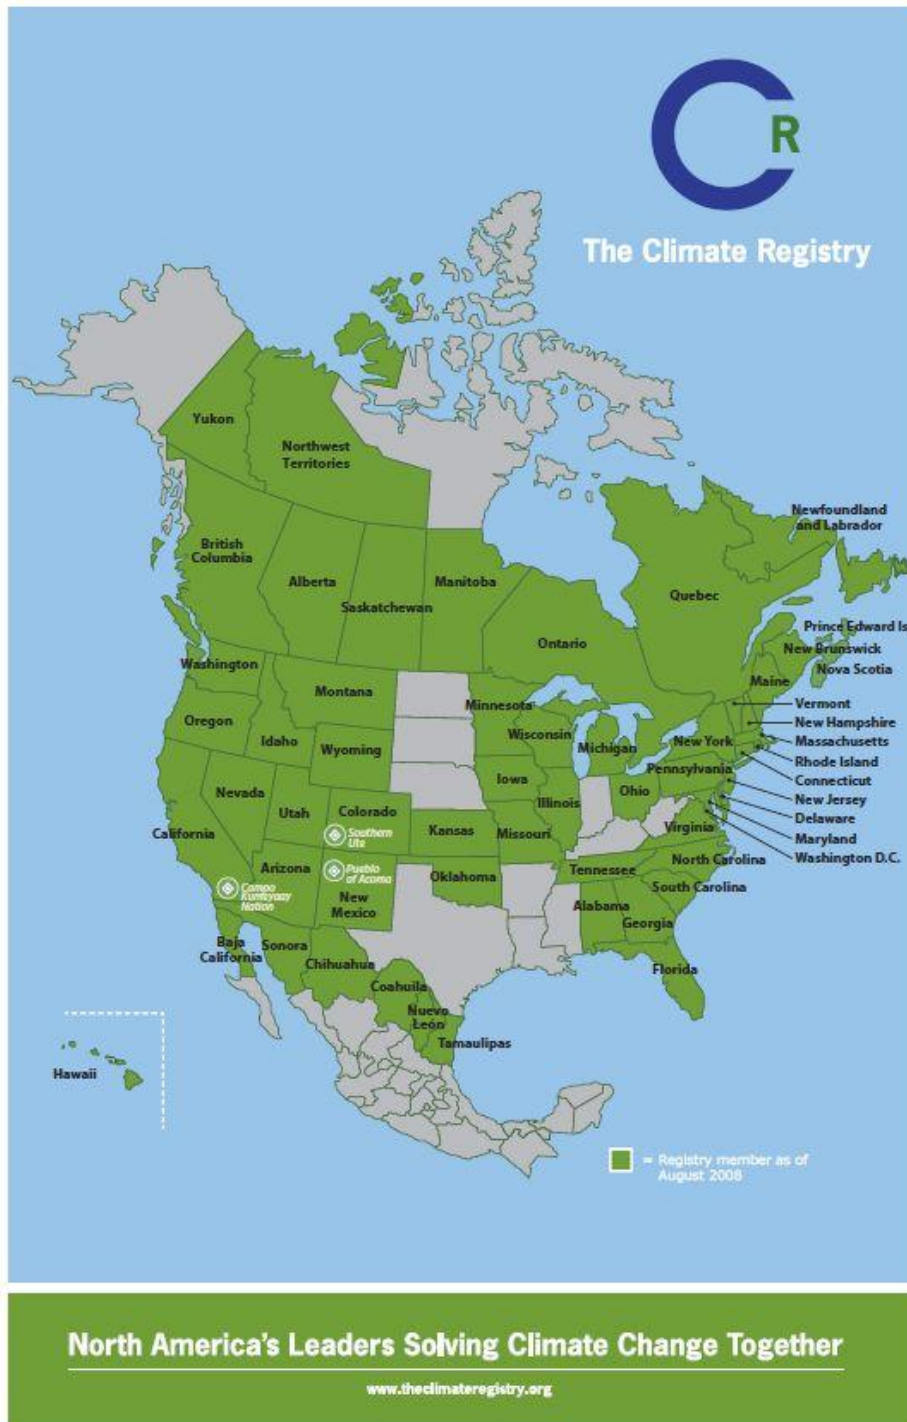 R
The Climate Registry
Yukon
Northwest
Territories
Newfoundland
and Labrador
British
Columbia
Alberta
Manitoba
Saskatchewan
Quebec
Ontario
Prince Edward Is
New Brunswick
Nova Scotia
Washington
Montana
Maine
Minnesota
Vermont
Oregon
New Hampshire
Idaho
Wisconsin
New York
Massachusetts
Wyoming
Michigan
Rhode Island
Pennsylvania
Connecticut
Nevada
Iowa
Ohio
New Jersey
Utah
Colorado
Illinois
Delaware
California
Southern
Ute
Kansas
Missouri
Virginia
Maryland
Washington D.C.
Arizona
Pueblo
of Acoma
Oklahoma
Tennessee
North Carolina
Campo
Kumeyaay
Nation
New
Mexico
South Carolina
Alabama
Georgia
Baja
California
Sonora
Chihuahua
Florida
Coahuila
Nuevo
León
Tamaulipas
Hawaii
= Registry member as of
August 2008
North America's Leaders Solving Climate Change Together
www.theclimateregistry.org